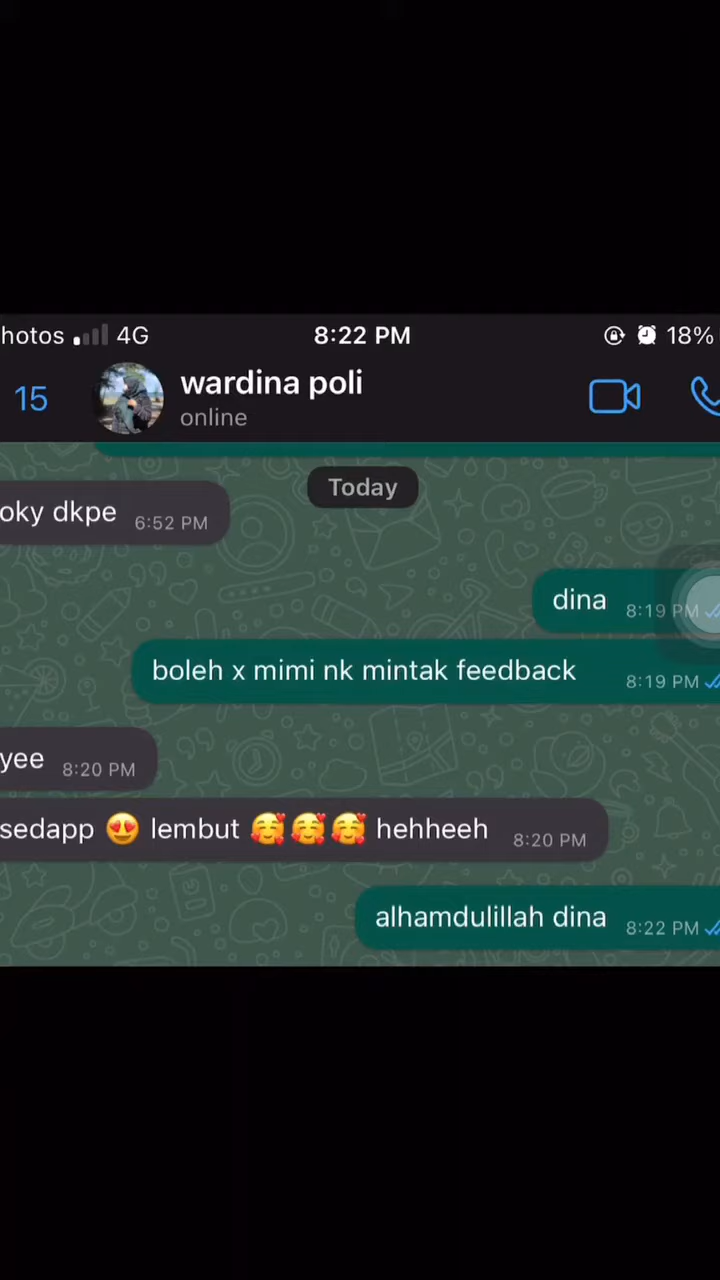 hotos 4G 8:22 PM 18%
15 wardina poli
online
Today
oky dkpe 6:52 PM
dina 8:19 PM
boleh x mimi nk mintak feedback 8:19 PM
yee 8:20 PM
sedapp 😍 lembut 🥰🥰🥰 hehheeh 8:20 PM
alhamdulillah dina 8:22 PM